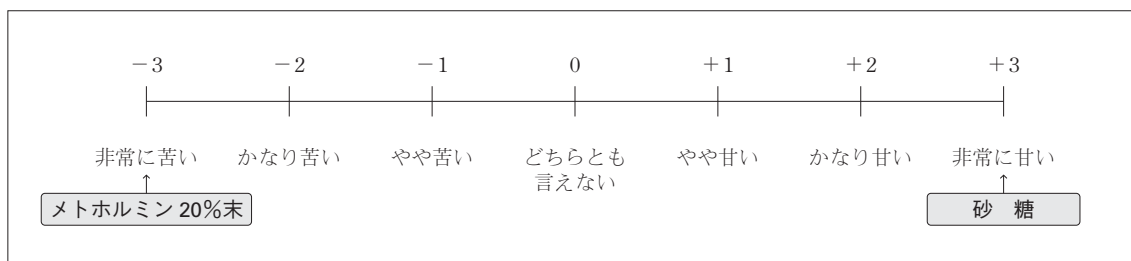 －3 －2 －1 0 ＋1 ＋2 ＋3
非常に苦い かなり苦い やや苦い どちらとも やや甘い かなり甘い 非常に甘い
言えない
メトホルミン 20％末 砂　糖